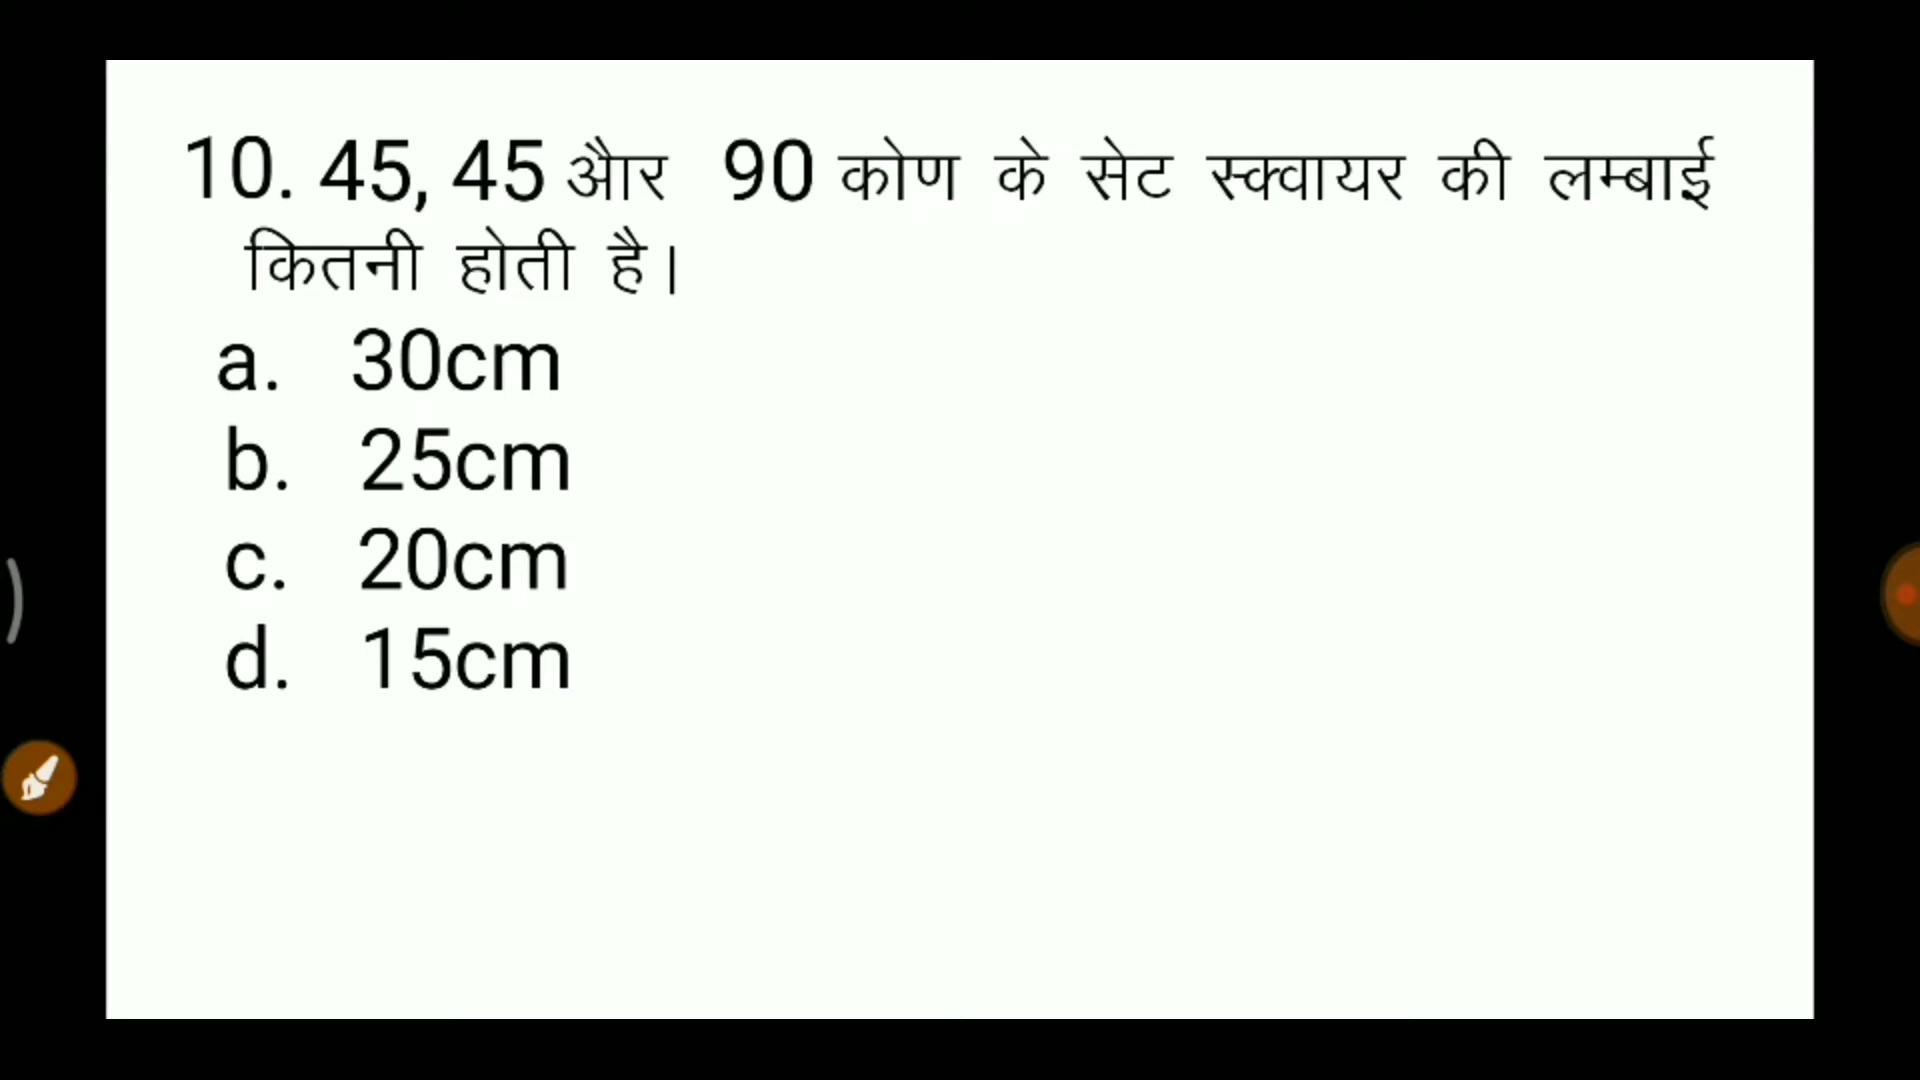 10. 45, 45 और 90 कोण के सेट स्क्वायर की लम्बाई
कितनी होती है।
a. 30cm
b. 25cm
c. 20cm
d. 15cm